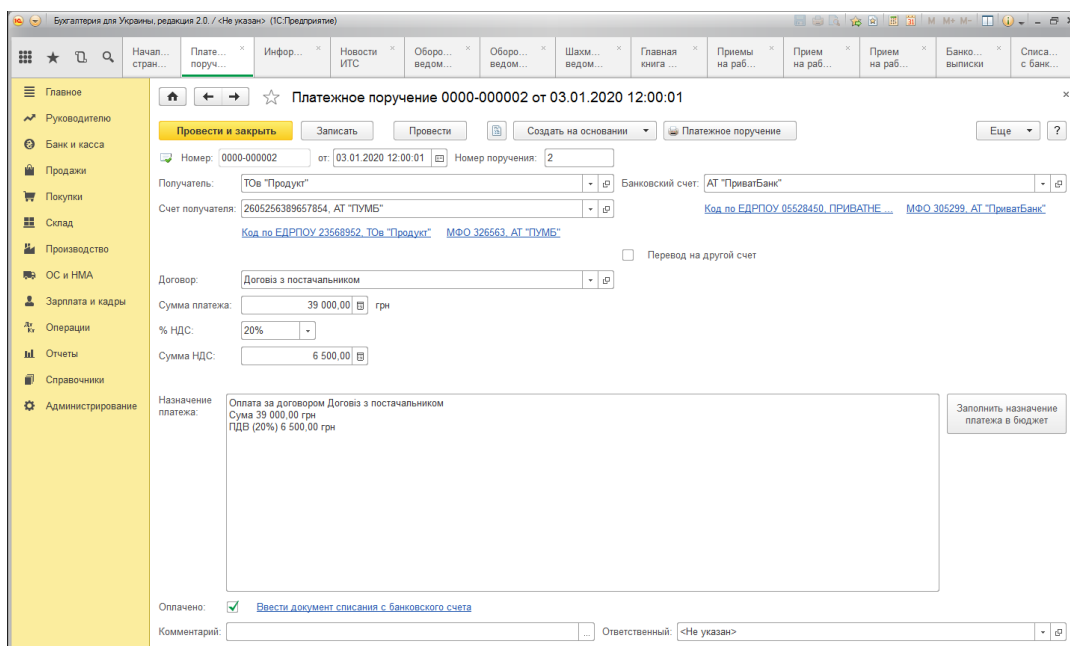 Бухгалтерия для Украины, редакция 2.0. / <Не указан> (1С:Предприятие)
M M+ M-
Начал... стран...
Плате... поруч...
Инфор...
Новости ИТС
Оборо... ведом...
Оборо... ведом...
Шахм... ведом...
Главная книга ...
Приемы на раб...
Прием на раб...
Прием на раб...
Банко... выписки
Списа... с банк...
Главное
Руководителю
Банк и касса
Продажи
Покупки
Склад
Производство
ОС и НМА
Зарплата и кадры
Операции
Отчеты
Справочники
Администрирование
Платежное поручение 0000-000002 от 03.01.2020 12:00:01
Провести и закрыть Записать Провести Создать на основании Платежное поручение Еще ?
Номер: 0000-000002 от: 03.01.2020 12:00:01 Номер поручения: 2
Получатель: ТОв "Продукт" Банковский счет: АТ "ПриватБанк"
Счет получателя: 2605256389657854, АТ "ПУМБ" Код по ЕДРПОУ 05528450, ПРИВАТНЕ ... МФО 305299, АТ "ПриватБанк"
Код по ЕДРПОУ 23568952, ТОв "Продукт" МФО 326563, АТ "ПУМБ"
Перевод на другой счет
Договор: Договіз з постачальником
Сумма платежа: 39 000,00 грн
% НДС: 20%
Сумма НДС: 6 500,00
Назначение платежа:
Оплата за договором Договіз з постачальником
Сума 39 000,00 грн
ПДВ (20%) 6 500,00 грн
Заполнить назначение
платежа в бюджет
Оплачено: Ввести документ списания с банковского счета
Комментарий: ... Ответственный: <Не указан>